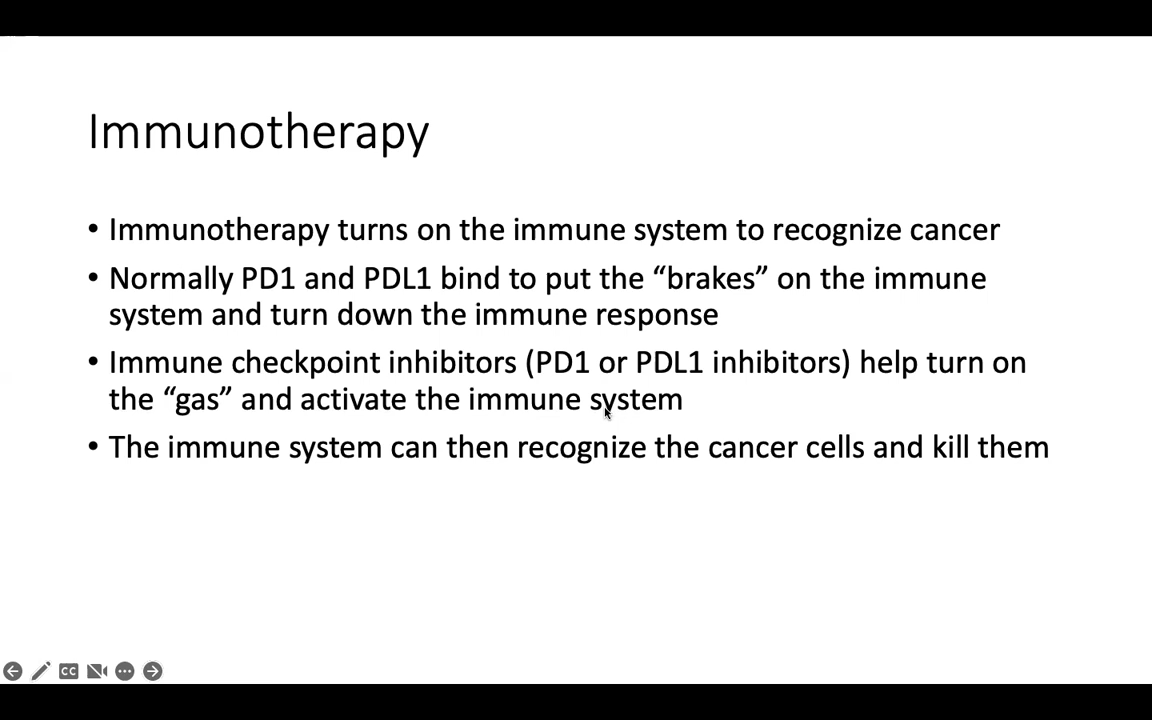 Immunotherapy
• Immunotherapy turns on the immune system to recognize cancer
• Normally PD1 and PDL1 bind to put the “brakes” on the immune
system and turn down the immune response
• Immune checkpoint inhibitors (PD1 or PDL1 inhibitors) help turn on
the “gas” and activate the immune system
• The immune system can then recognize the cancer cells and kill them
CC